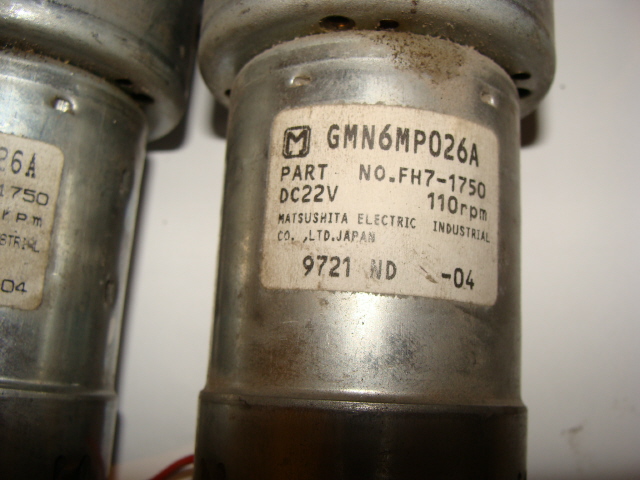 M GMN6MP026A
PART NO.FH7-1750
DC22V 110rpm
MATSUSHITA ELECTRIC INDUSTRIAL
CO.,LTD.JAPAN
9721 ND -04
26A
1750
rpm
STRIAL
04